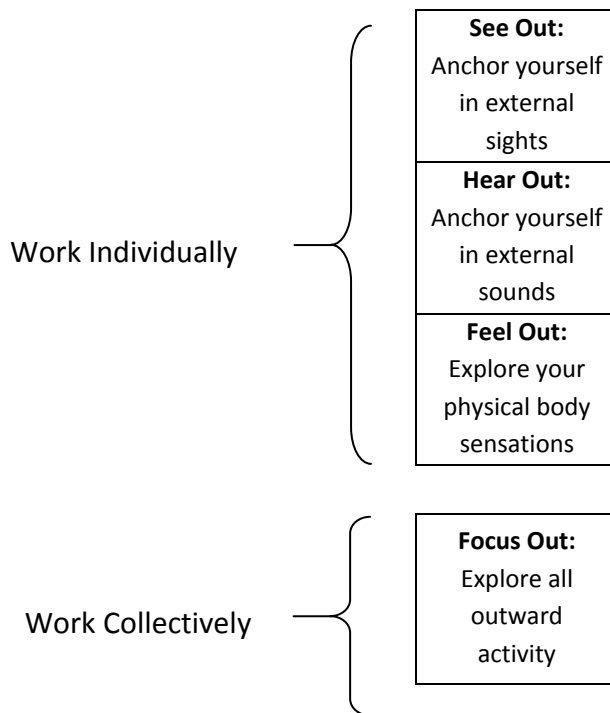 See Out:
Anchor yourself
in external
sights
Hear Out:
Anchor yourself
in external
sounds
Feel Out:
Explore your
physical body
sensations
Work Individually
Focus Out:
Explore all
outward
activity
Work Collectively